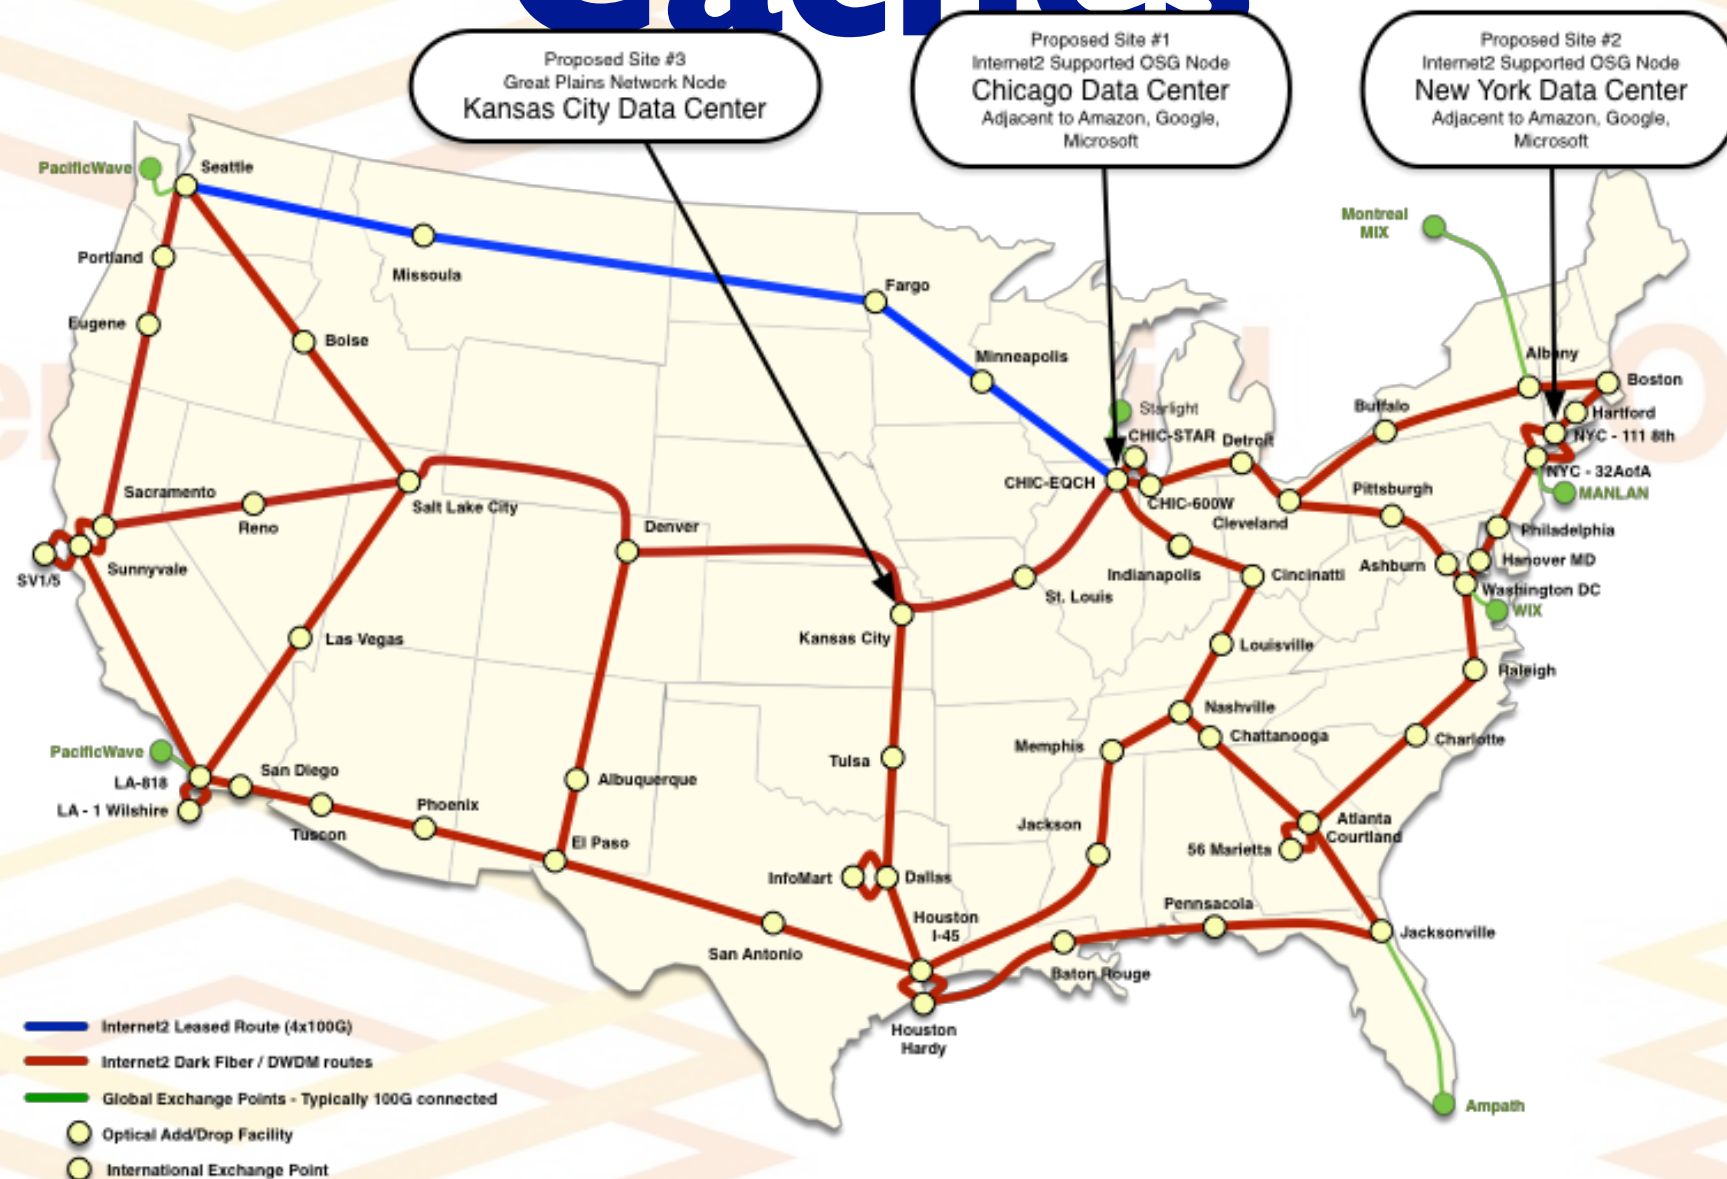 Caches
Proposed Site #3
Great Plains Network Node
Kansas City Data Center
Proposed Site #1
Internet2 Supported OSG Node
Chicago Data Center
Adjacent to Amazon, Google,
Microsoft
Proposed Site #2
Internet2 Supported OSG Node
New York Data Center
Adjacent to Amazon, Google,
Microsoft
PacificWave
Seattle
Portland
Missoula
Eugene
Boise
Fargo
Minneapolis
Montreal
MIX
Albany
Boston
Hartford
Buffalo
NYC - 111 8th
NYC - 32AofA
MANLAN
Starlight
CHIC-STAR
Detroit
CHIC-EQCH
CHIC-600W
Cleveland
Pittsburgh
Philadelphia
Hanover MD
Ashburn
Washington DC
WIX
Sacramento
Reno
Salt Lake City
Denver
SV1/5
Sunnyvale
Las Vegas
Kansas City
St. Louis
Indianapolis
Cincinatti
Louisville
Raleigh
Nashville
Chattanooga
Charlotte
Memphis
Tulsa
PacificWave
LA-818
LA - 1 Wilshire
San Diego
Tuscon
Phoenix
Albuquerque
El Paso
Jackson
Atlanta
Courtland
56 Marietta
InfoMart
Dallas
Houston
I-45
San Antonio
Pennsacola
Jacksonville
Baton Rouge
Houston
Hardy
Ampath
Internet2 Leased Route (4x100G)
Internet2 Dark Fiber / DWDM routes
Global Exchange Points - Typically 100G connected
Optical Add/Drop Facility
International Exchange Point